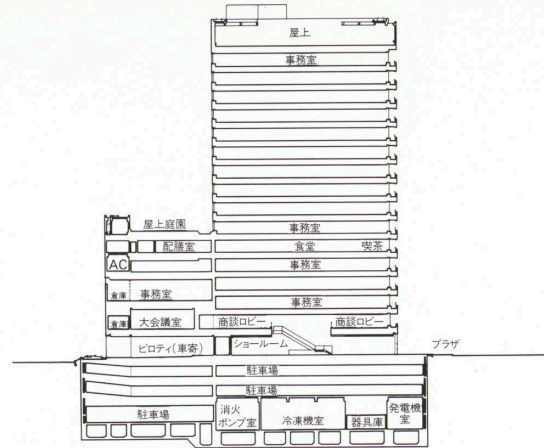 屋上
事務室
事務室
屋上庭園
配膳室 食堂 喫茶
AC 事務室
倉庫 事務室
事務室
倉庫 大会議室 商談ロビー 商談ロビー
ピロティ(車寄) ショールーム プラザ
駐車場
駐車場
駐車場 消火ポンプ室 冷凍機室 器具庫 発電機室